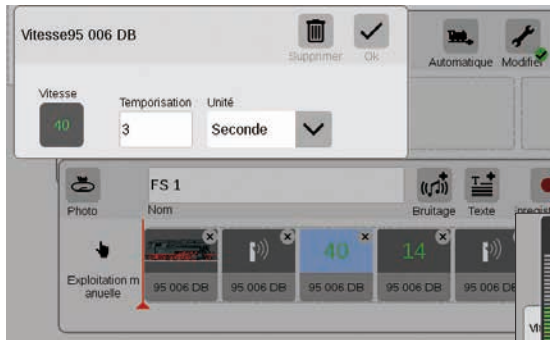 Vitesse95 006 DB
Supprimer
Ok
Automatique
Modifier
Vitesse
Temporisation
Unité
40
3
Seconde
FS 1
Photo
Nom
Bruitage
Texte
40
14
Exploitation m
anuelle
95 006 DB
95 006 DB
95 006 DB
95 006 DB
95 006 DB